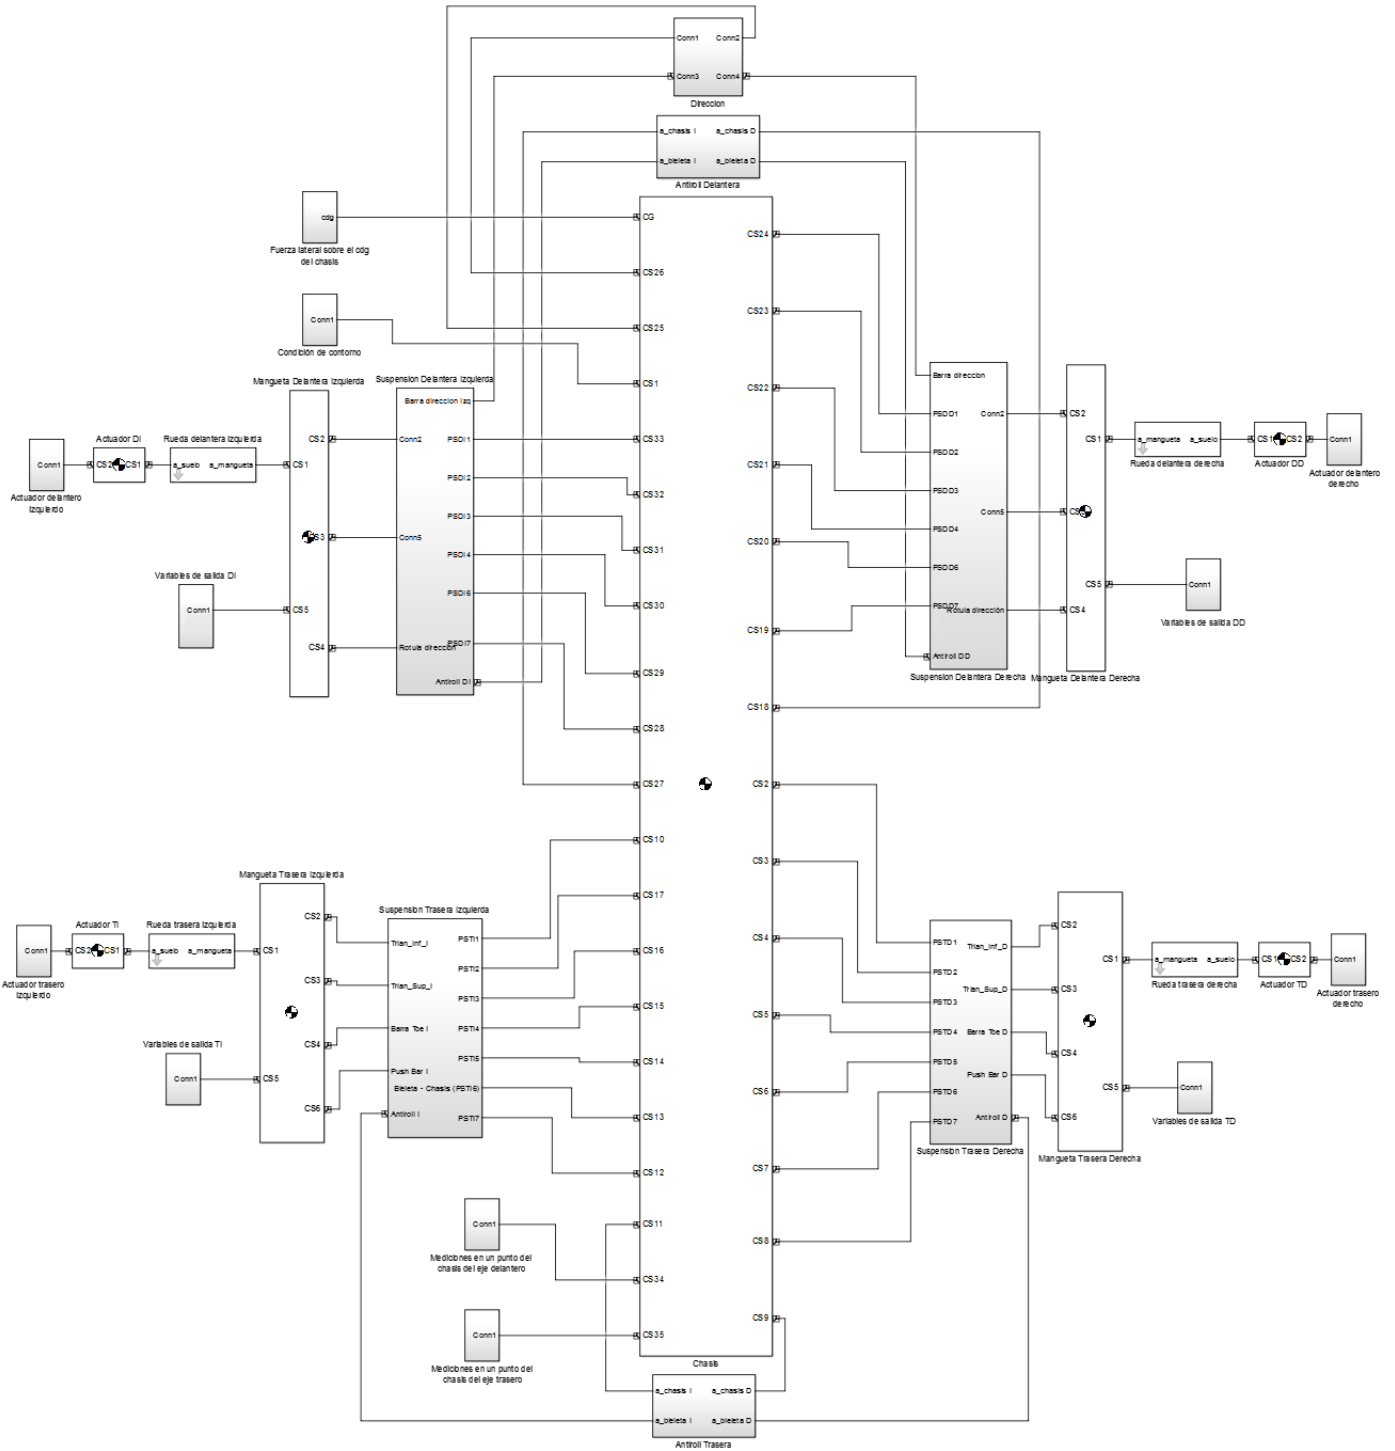 Conn1 Conn2
Conn3 Conn4
Direccion
a_chasis I a_chasis D
a_bieleta I a_bieleta D
Antiroll Delantera
cdg
Fuerza lateral sobre el cdg
del chasis
Conn1
Condición de contorno
CG
CS26
CS25
CS1
CS33
CS32
CS31
CS30
CS29
CS28
CS27
CS10
CS17
CS16
CS15
CS14
CS13
CS12
CS11
CS34
CS35
CS24
CS23
CS22
CS21
CS20
CS19
CS18
CS2
CS3
CS4
CS5
CS6
CS7
CS8
CS9
Chasis
Mangueta Delantera Izquierda
CS2
CS1
CS3
CS5
CS4
Suspension Delantera Izquierda
Barra direccion Izq
Conn2
PSDI1
PSDI2
PSDI3
Conn5
PSDI4
PSDI6
Rotula dirección
PSDI7
Antiroll DI
Actuador DI
CS2 CS1
Rueda delantera Izquierda
a_suelo a_mangueta
Conn1
Actuador delantero
Izquierdo
Variables de salida DI
Conn1
Barra direccion
PSDD1
Conn2
PSDD2
PSDD3
Conn5
PSDD4
PSDD6
PSDD7
Rotula dirección
Antiroll DD
Suspension Delantera Derecha
CS2
CS1
CS
CS5
CS4
Mangueta Delantera Derecha
a_mangueta a_suelo
Rueda delantera derecha
CS1 CS2
Actuador DD
Conn1
Actuador delantero
derecho
Conn1
Variables de salida DD
Mangueta Trasera Izquierda
CS2
CS1
CS3
CS4
CS5
CS6
Suspensión Trasera Izquierda
Trian_Inf_I
PSTI1
PSTI2
Trian_Sup_I
PSTI3
Barra Toe I
PSTI4
PSTI5
Push Bar I
Bieleta - Chasis (PSTI6)
Antiroll I
PSTI7
Actuador TI
CS2 CS1
Rueda trasera Izquierda
a_suelo a_mangueta
Conn1
Actuador trasero
Izquierdo
Variables de salida TI
Conn1
PSTD1
Trian_Inf_D
PSTD2
Trian_Sup_D
PSTD3
PSTD4
Barra Toe D
PSTD5
Push Bar D
PSTD6
PSTD7
Antiroll D
Suspensión Trasera Derecha
CS2
CS1
CS3
CS4
CS5
CS6
Mangueta Trasera Derecha
a_mangueta a_suelo
Rueda trasera derecha
CS1 CS2
Actuador TD
Conn1
Actuador trasero
derecho
Conn1
Variables de salida TD
Conn1
Mediciones en un punto del
chasis del eje delantero
Conn1
Mediciones en un punto del
chasis del eje trasero
a_chasis I a_chasis D
a_bieleta I a_bieleta D
Antiroll Trasera